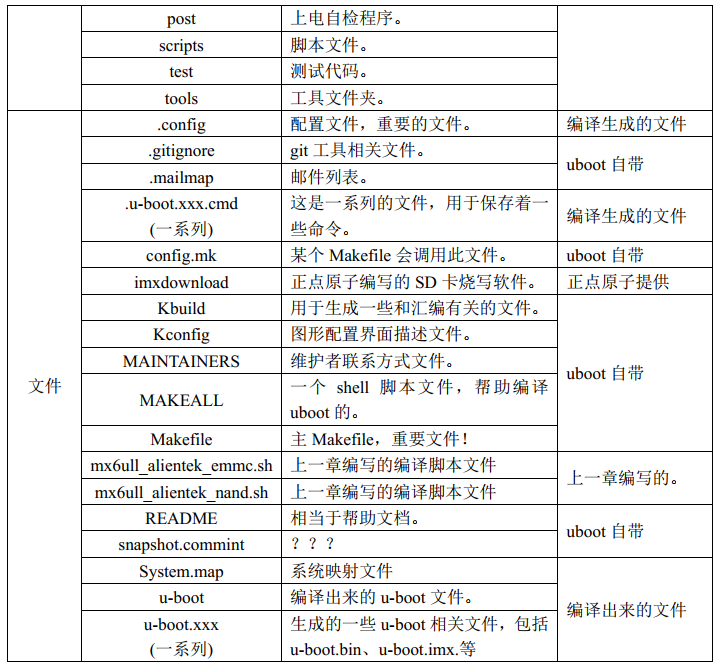 post 上电自检程序。
scripts 脚本文件。
test 测试代码。
tools 工具文件夹。
文件
.config 配置文件，重要的文件。 编译生成的文件
.gitignore git 工具相关文件。
uboot 自带
.mailmap 邮件列表。
.u-boot.xxx.cmd
(一系列)
这是一系列的文件，用于保存着一
些命令。
编译生成的文件
config.mk 某个 Makefile 会调用此文件。 uboot 自带
imxdownload 正点原子编写的 SD 卡烧写软件。 正点原子提供
Kbuild 用于生成一些和汇编有关的文件。
Kconfig 图形配置界面描述文件。
MAINTAINERS 维护者联系方式文件。
uboot 自带
MAKEALL
一个 shell 脚本文件，帮助编译
uboot 的。
Makefile 主 Makefile，重要文件！
mx6ull_alientek_emmc.sh 上一章编写的编译脚本文件
上一章编写的。
mx6ull_alientek_nand.sh 上一章编写的编译脚本文件
README 相当于帮助文档。
uboot 自带
snapshot.commint ？？？
System.map 系统映射文件
u-boot 编译出来的 u-boot 文件。
编译出来的文件
u-boot.xxx
(一系列)
生成的一些 u-boot 相关文件，包括
u-boot.bin、u-boot.imx.等